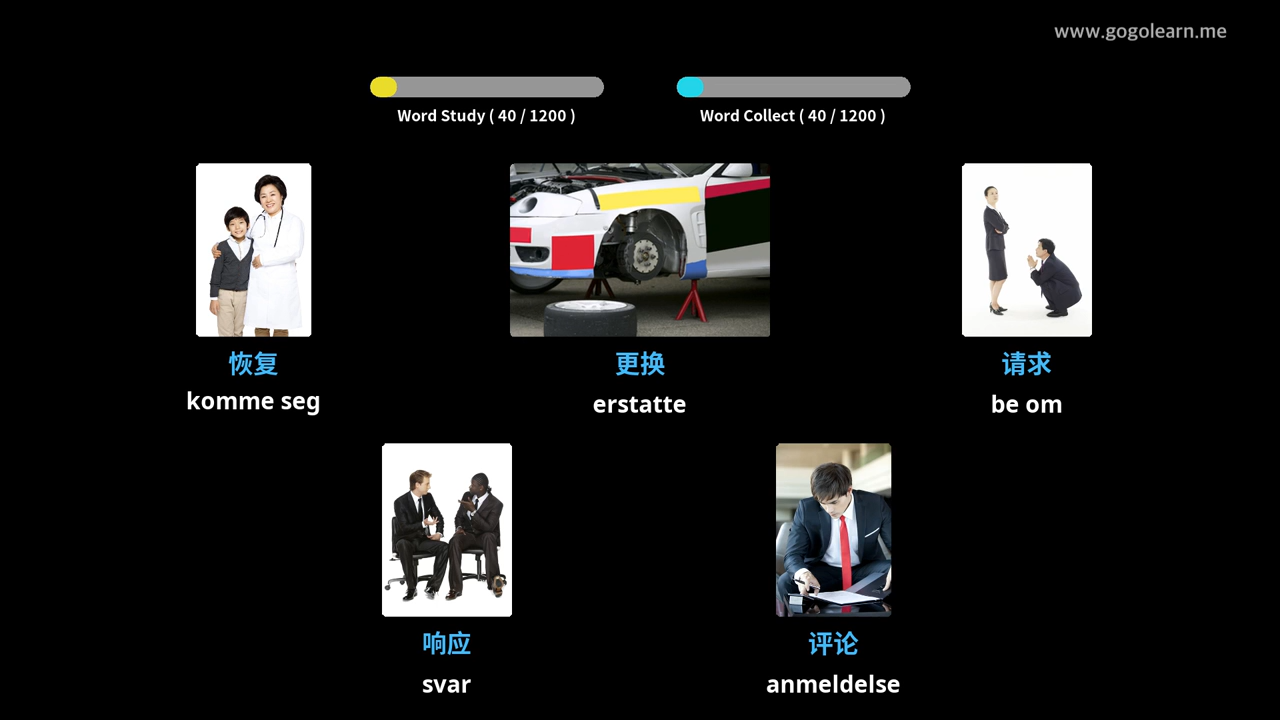 www.gogolearn.me
Word Study ( 40 / 1200 )
Word Collect ( 40 / 1200 )
恢复
komme seg
更换
erstatte
请求
be om
响应
svar
评论
anmeldelse